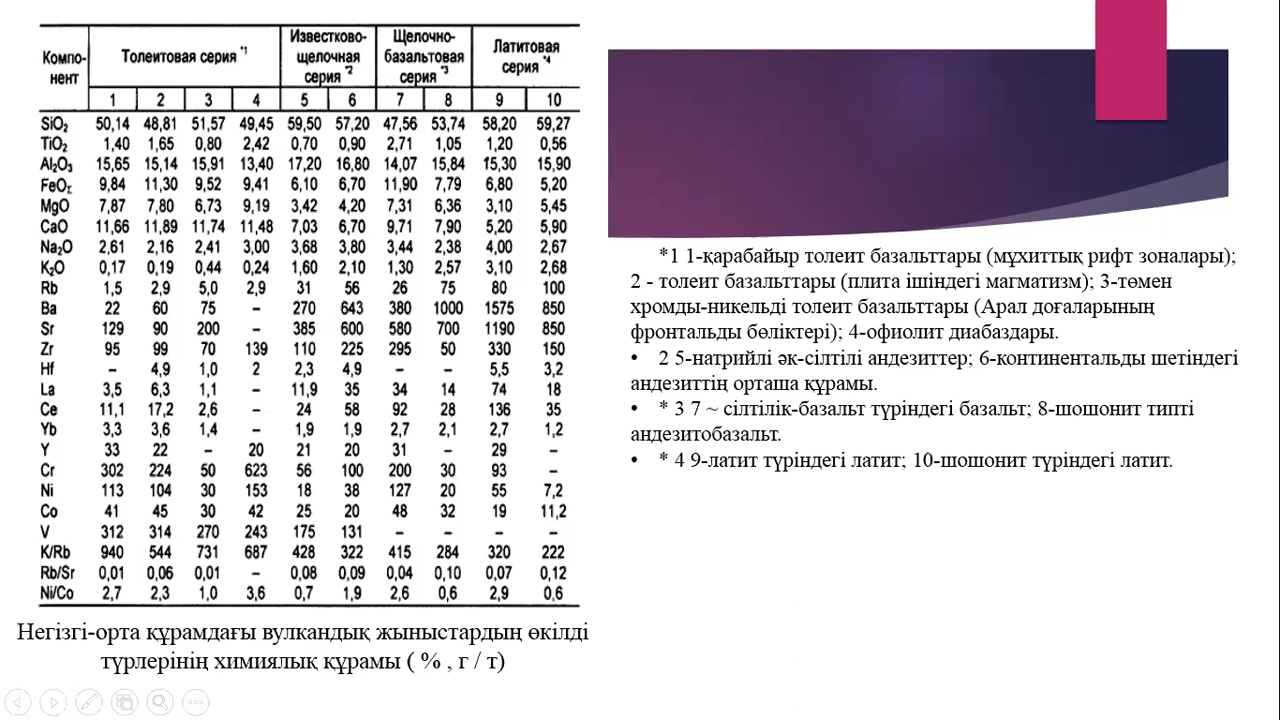 Компо-
нент
Толеитовая серия *1
Известково-
щелочная
серия *2
Щелочно-
базальтовая
серия *3
Латитовая
серия *4
1 2 3 4 5 6 7 8 9 10
SiO₂ 50,14 48,81 51,57 49,45 59,50 57,20 47,56 53,74 58,20 59,27
TiO₂ 1,40 1,65 0,80 2,42 0,70 0,90 2,71 1,05 1,20 0,56
Al₂O₃ 15,65 15,14 15,91 13,40 17,20 16,80 14,07 15,84 15,30 15,90
FeOΣ 9,84 11,30 9,52 9,41 6,10 6,70 11,90 7,79 6,80 5,20
MgO 7,87 7,80 6,73 9,19 3,42 4,20 7,31 6,36 3,10 5,45
CaO 11,66 11,89 11,74 11,48 7,03 6,70 9,71 7,90 5,20 5,90
Na₂O 2,61 2,16 2,41 3,00 3,68 3,80 3,44 2,38 4,00 2,67
K₂O 0,17 0,19 0,44 0,24 1,60 2,10 1,30 2,57 3,10 2,68
Rb 1,5 2,9 5,0 2,9 31 56 26 75 80 100
Ba 22 60 75 – 270 643 380 1000 1575 850
Sr 129 90 200 – 385 600 580 700 1190 850
Zr 95 99 70 139 110 225 295 50 330 150
Hf – 4,9 1,0 2 2,3 4,9 – – 5,5 3,2
La 3,5 6,3 1,1 – 11,9 35 34 14 74 18
Ce 11,1 17,2 2,6 – 24 58 92 28 136 35
Yb 3,3 3,6 1,4 – 1,9 1,9 2,7 2,1 2,7 1,2
Y 33 22 – 20 21 20 31 – 29 –
Cr 302 224 50 623 56 100 200 30 93 –
Ni 113 104 30 153 18 38 127 20 55 7,2
Co 41 45 30 42 25 20 48 32 19 11,2
V 312 314 270 243 175 131 – – – –
K/Rb 940 544 731 687 428 322 415 284 320 222
Rb/Sr 0,01 0,06 0,01 – 0,08 0,09 0,04 0,10 0,07 0,12
Ni/Co 2,7 2,3 1,0 3,6 0,7 1,9 2,6 0,6 2,9 0,6
Негізгі-орта құрамдағы вулкандық жыныстардың өкілді
түрлерінің химиялық құрамы ( % , г / т)
*1 1-қарабайыр толеит базальттары (мұхиттық рифт зоналары);
2 - толеит базальттары (плита ішіндегі магматизм); 3-төмен
хромды-никельді толеит базальттары (Арал доғаларының
фронтальды бөліктері); 4-офиолит диабаздары.
• 2 5-натрийлі әк-сілтілі андезиттер; 6-континентальды шетіндегі
андезиттің орташа құрамы.
• * 3 7 ~ сілтілік-базальт түріндегі базальт; 8-шошонит типті
андезитобазальт.
• * 4 9-латит түріндегі латит; 10-шошонит түріндегі латит.